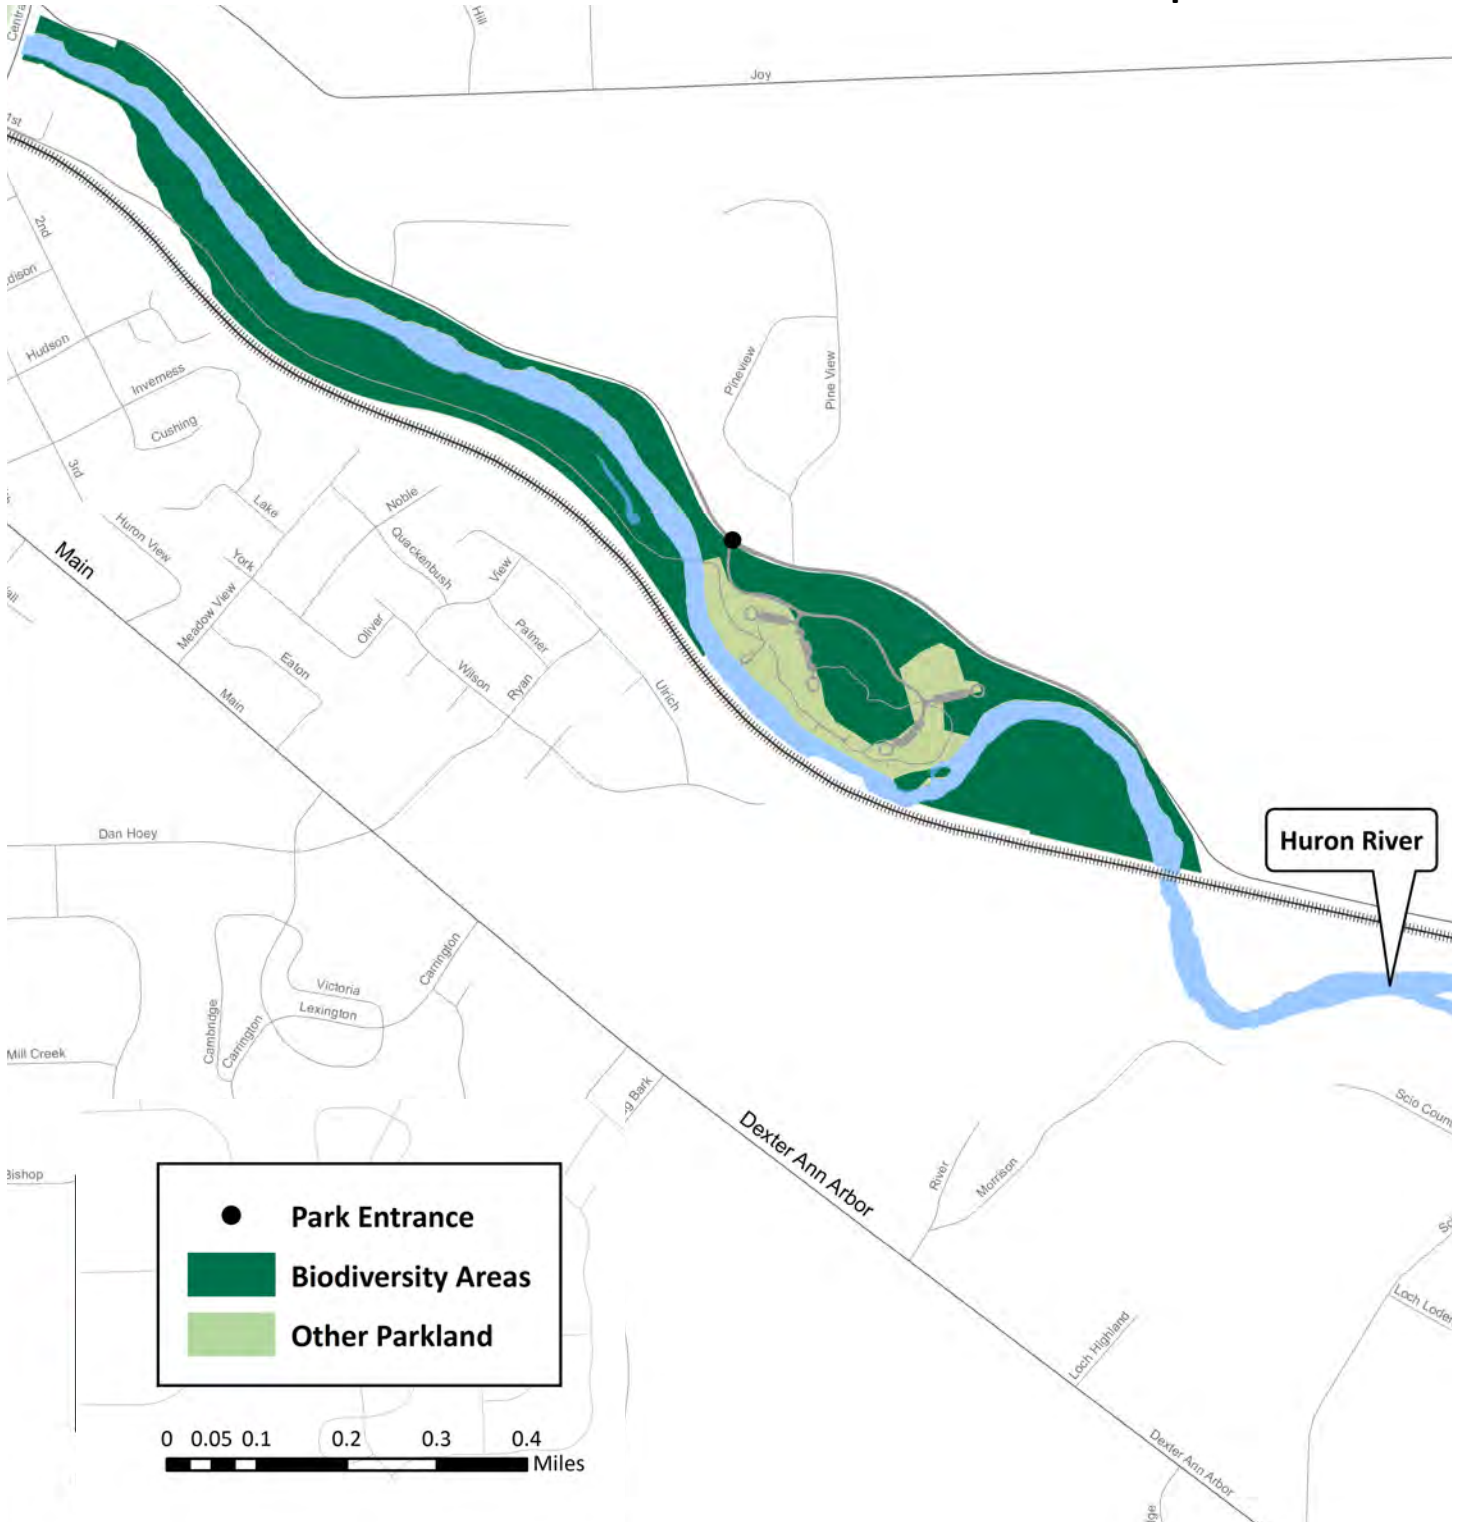 Hill
Joy
1st
2nd
Hudson
Inverness
Cushing
3rd
Pineview
Pine View
Lake
Noble
Huron View
York
Quackenbush
View
Main
Meadow View
Oliver
Palmer
Eaton
Wilson
Ryan
Ulrich
Main
Dan Hoey
Huron River
Carrington
Victoria
Lexington
Cambridge
Carrington
Mill Creek
Bark
Dexter Ann Arbor
Scio
River
Morrison
Bishop
Park Entrance
Biodiversity Areas
Other Parkland
Loch
Loch Highland
Dexter Ann Arbor
0 0.05 0.1 0.2 0.3 0.4
Miles